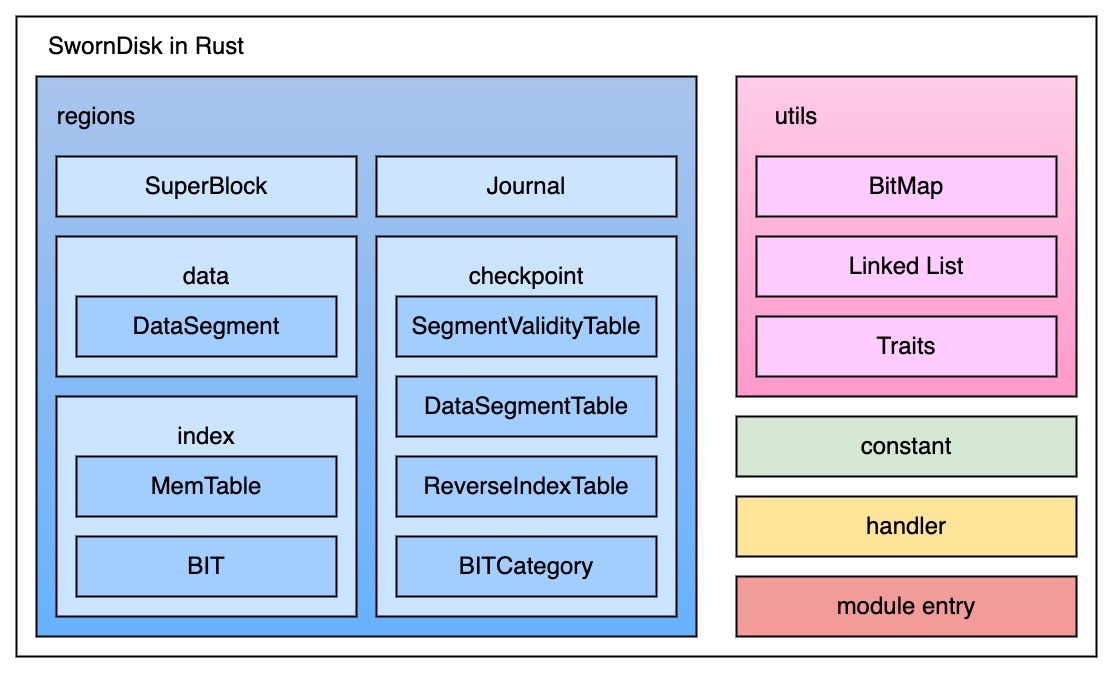 SwornDisk in Rust
regions
SuperBlock
Journal
data
DataSegment
index
MemTable
BIT
checkpoint
SegmentValidityTable
DataSegmentTable
ReverseIndexTable
BITCategory
utils
BitMap
Linked List
Traits
constant
handler
module entry